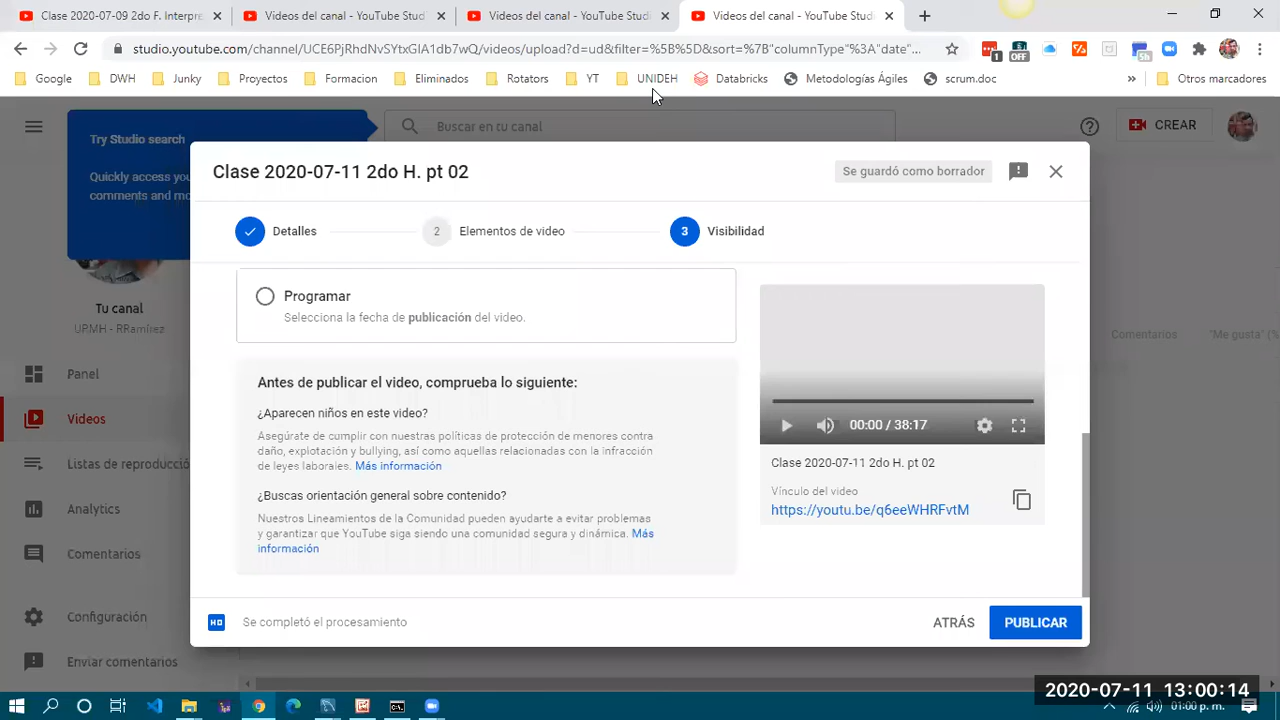 Clase 2020-07-09 2do F. Interpre
Videos del canal - YouTube Studi
Videos del canal - YouTube Studi
Videos del canal - YouTube Studi
studio.youtube.com/channel/UCE6PjRhdNvSYtxGIA1db7wQ/videos/upload?d=ud&filter=%5B%5D&sort=%7B"columnType"%3A"date"...
1
OFF
Google
DWH
Junky
Proyectos
Formacion
Eliminados
Rotators
YT
UNIDEH
Databricks
Metodologías Ágiles
scrum.doc
»
Otros marcadores
Try Studio search
Quickly access you
comments and mo
Buscar en tu canal
CREAR
Clase 2020-07-11 2do H. pt 02
Se guardó como borrador
Detalles
2
Elementos de video
3
Visibilidad
Programar
Selecciona la fecha de publicación del video.
Antes de publicar el video, comprueba lo siguiente:
¿Aparecen niños en este video?
Asegúrate de cumplir con nuestras políticas de protección de menores contra
daño, explotación y bullying, así como aquellas relacionadas con la infracción
de leyes laborales. Más información
¿Buscas orientación general sobre contenido?
Nuestros Lineamientos de la Comunidad pueden ayudarte a evitar problemas
y garantizar que YouTube siga siendo una comunidad segura y dinámica. Más
información
00:00 / 38:17
Clase 2020-07-11 2do H. pt 02
Vínculo del video
https://youtu.be/q6eeWHRFvtM
HD
Se completó el procesamiento
ATRÁS
PUBLICAR
Tu canal
UPMH - RRamírez
Panel
Videos
Listas de reproducció
Analytics
Comentarios
Configuración
Enviar comentarios
Comentarios
"Me gusta" (%
2020-07-11 13:00:14
01:00 p. m.